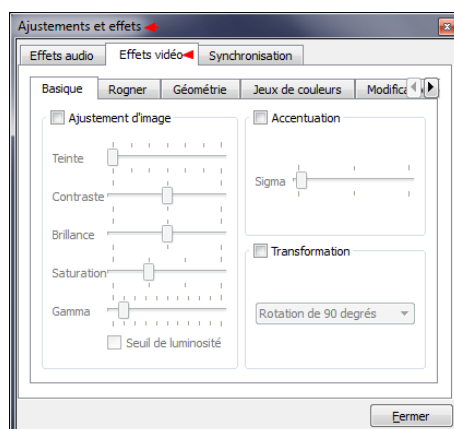 Ajustements et effets
Effets audio Effets vidéo Synchronisation
Basique Rogner Géométrie Jeux de couleurs
Ajustement d'image
Teinte
Contraste
Brillance
Saturation
Gamma
Seuil de luminosité
Accentuation
Sigma
Transformation
Rotation de 90 degrés
Fermer